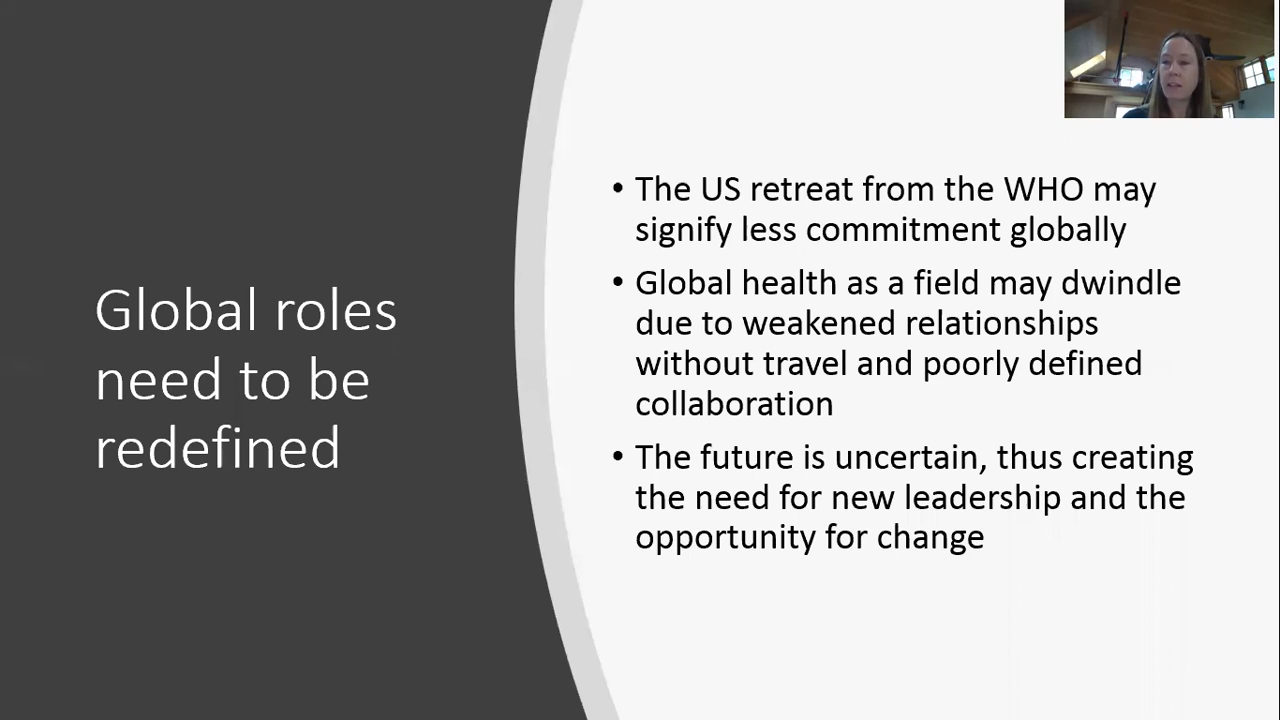 Global roles
need to be
redefined
• The US retreat from the WHO may
signify less commitment globally
• Global health as a field may dwindle
due to weakened relationships
without travel and poorly defined
collaboration
• The future is uncertain, thus creating
the need for new leadership and the
opportunity for change